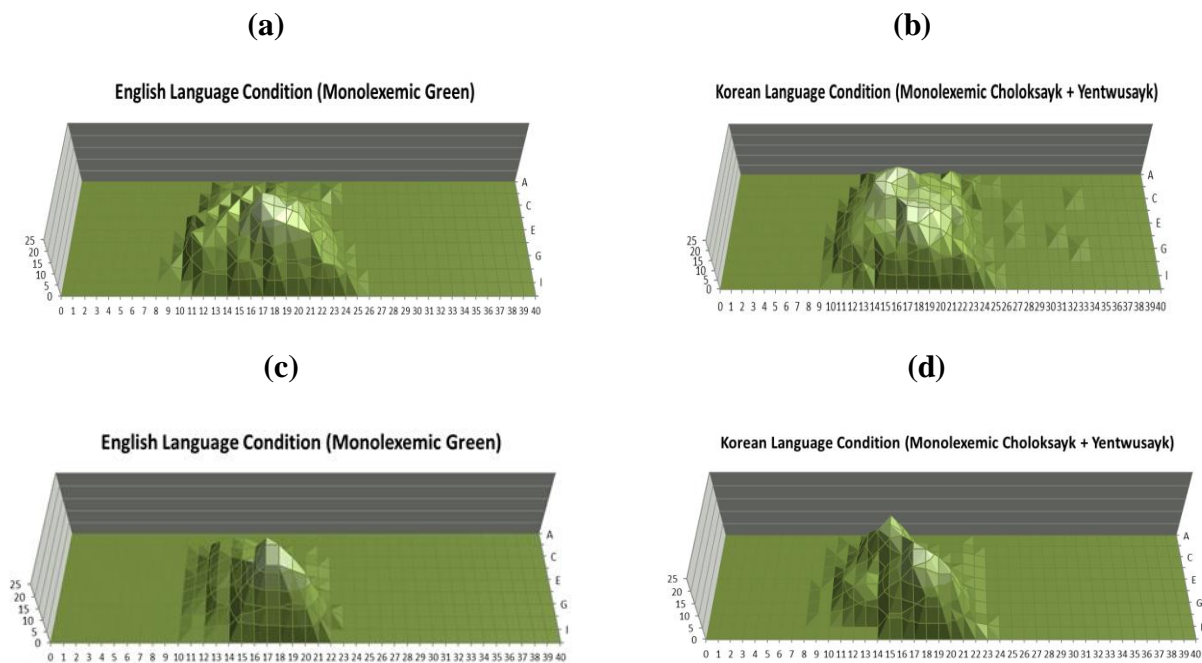 (a)
(b)
English Language Condition (Monolexemic Green)
Korean Language Condition (Monolexemic Choloksayk + Yentwusayk)
A
C
E
G
I
25
20
15
10
5
0
0 1 2 3 4 5 6 7 8 9 10 11 12 13 14 15 16 17 18 19 20 21 22 23 24 25 26 27 28 29 30 31 32 33 34 35 36 37 38 39 40
A
C
E
G
I
25
20
15
10
5
0
0 1 2 3 4 5 6 7 8 9 10 11 12 13 14 15 16 17 18 19 20 21 22 23 24 25 26 27 28 29 30 31 32 33 34 35 36 37 38 39 40
(c)
(d)
English Language Condition (Monolexemic Green)
Korean Language Condition (Monolexemic Choloksayk + Yentwusayk)
A
C
E
G
I
25
20
15
10
5
0
0 1 2 3 4 5 6 7 8 9 10 11 12 13 14 15 16 17 18 19 20 21 22 23 24 25 26 27 28 29 30 31 32 33 34 35 36 37 38 39 40
A
C
E
G
I
25
20
15
10
5
0
0 1 2 3 4 5 6 7 8 9 10 11 12 13 14 15 16 17 18 19 20 21 22 23 24 25 26 27 28 29 30 31 32 33 34 35 36 37 38 39 40